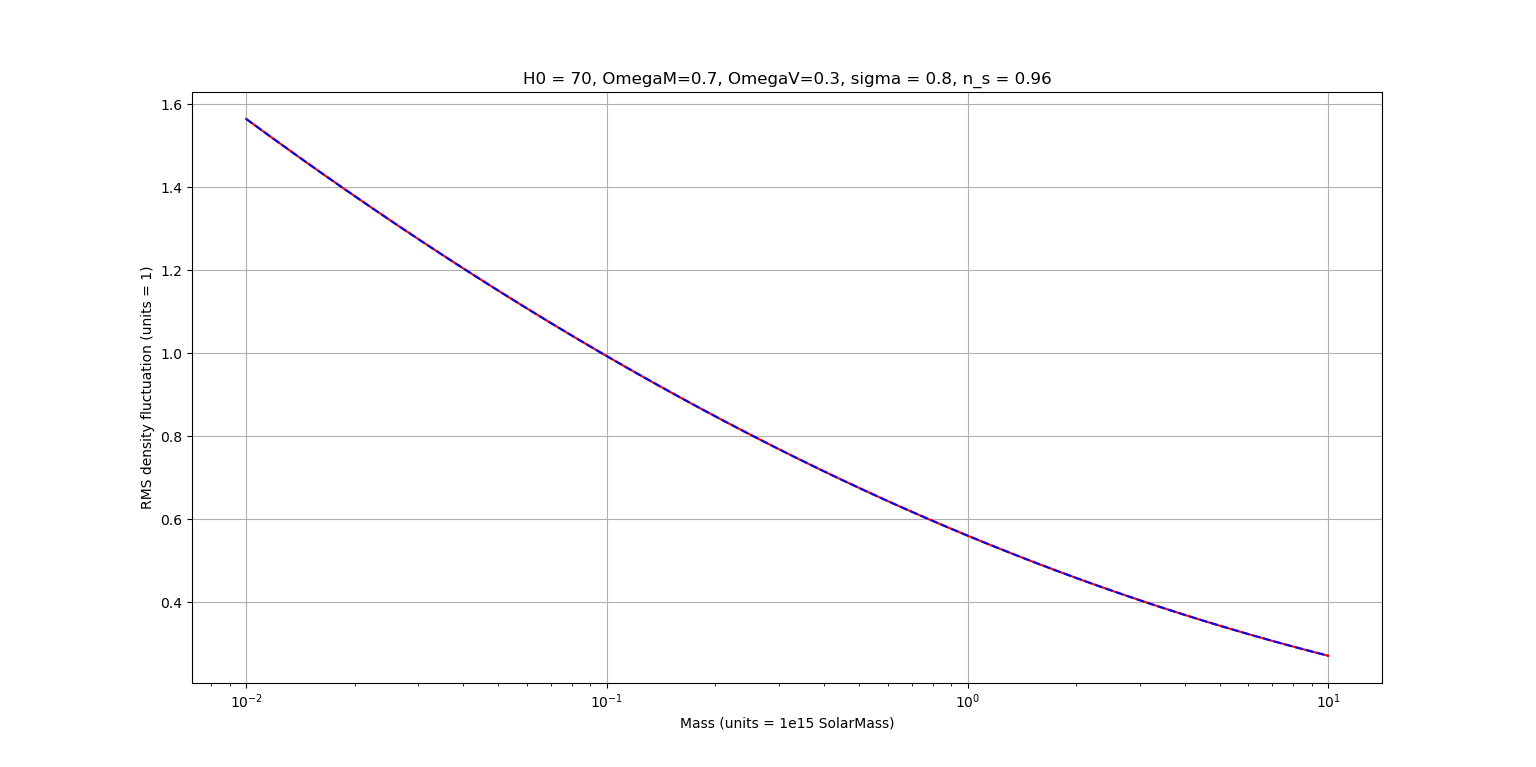 H0 = 70, OmegaM=0.7, OmegaV=0.3, sigma = 0.8, n_s = 0.96
RMS density fluctuation (units = 1)
1.6
1.4
1.2
1.0
0.8
0.6
0.4
10⁻² 10⁻¹ 10⁰ 10¹
Mass (units = 1e15 SolarMass)